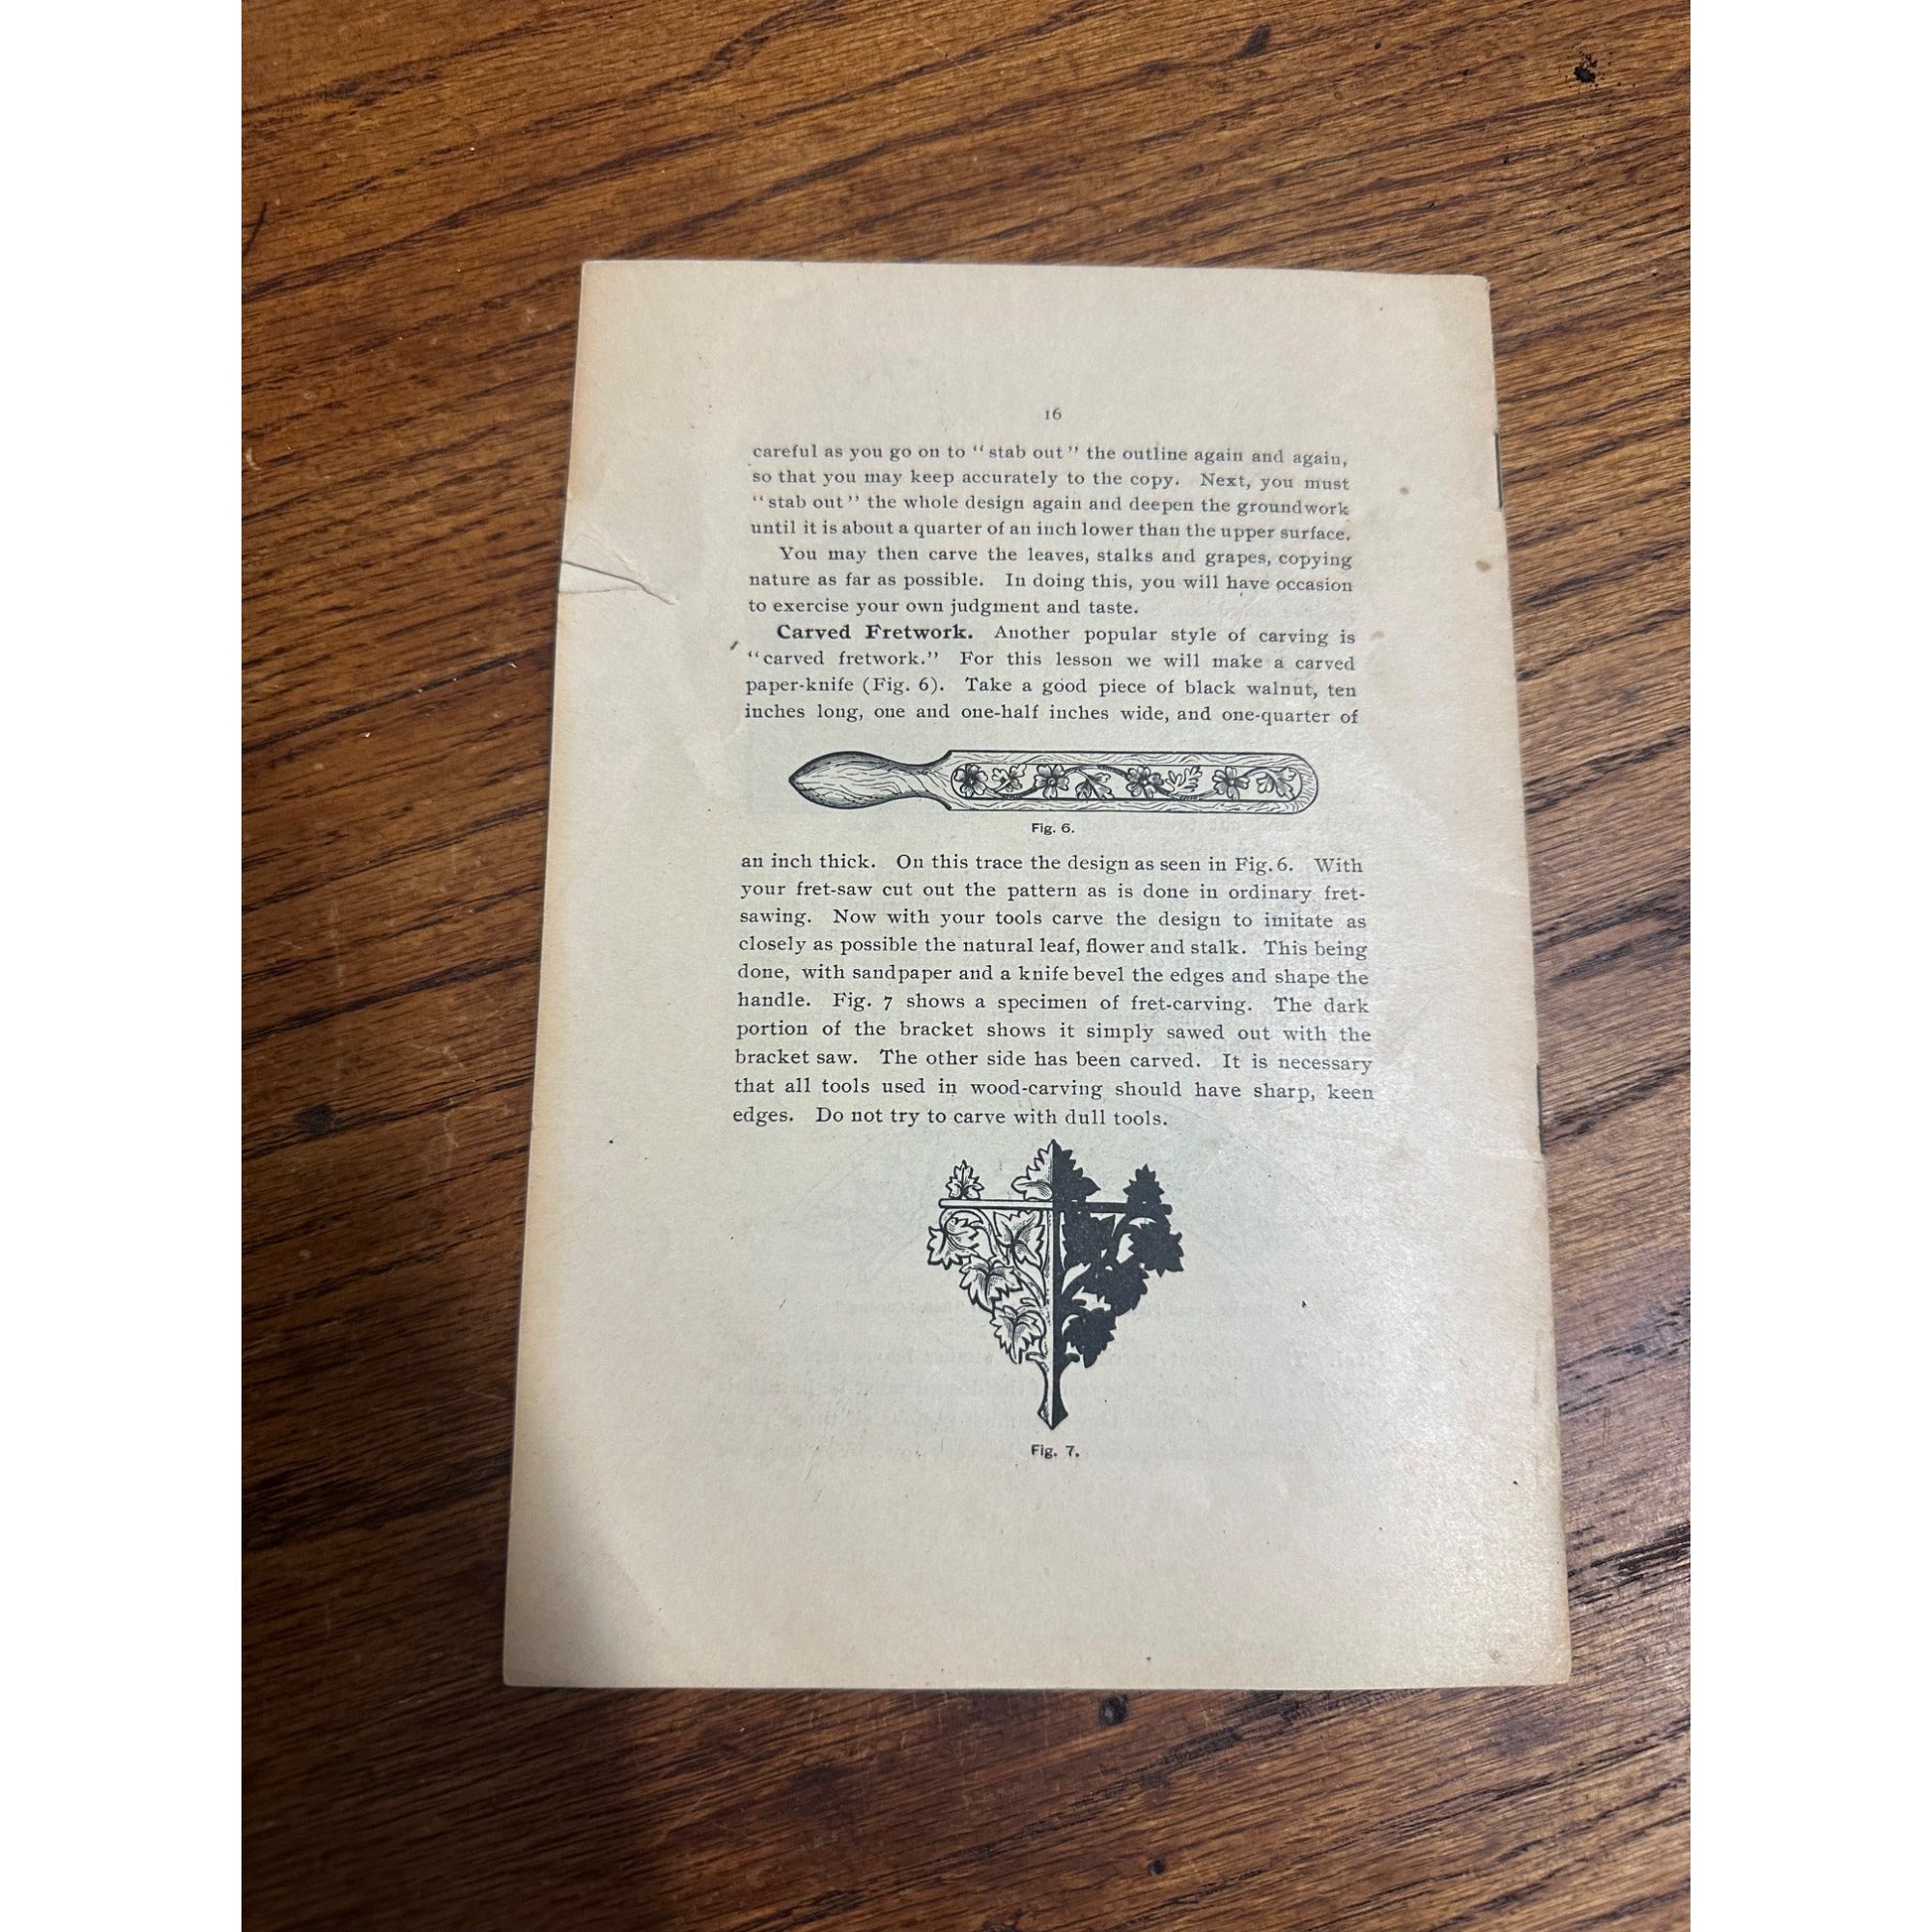 16
careful as you go on to "stab out" the outline again and again,
so that you may keep accurately to the copy. Next, you must
"stab out" the whole design again and deepen the groundwork
until it is about a quarter of an inch lower than the upper surface.
You may then carve the leaves, stalks and grapes, copying
nature as far as possible. In doing this, you will have occasion
to exercise your own judgment and taste.
Carved Fretwork. Another popular style of carving is
"carved fretwork." For this lesson we will make a carved
paper-knife (Fig. 6). Take a good piece of black walnut, ten
inches long, one and one-half inches wide, and one-quarter of
Fig. 6.
an inch thick. On this trace the design as seen in Fig. 6. With
your fret-saw cut out the pattern as is done in ordinary fret-
sawing. Now with your tools carve the design to imitate as
closely as possible the natural leaf, flower and stalk. This being
done, with sandpaper and a knife bevel the edges and shape the
handle. Fig. 7 shows a specimen of fret-carving. The dark
portion of the bracket shows it simply sawed out with the
bracket saw. The other side has been carved. It is necessary
that all tools used in wood-carving should have sharp, keen
edges. Do not try to carve with dull tools.
Fig. 7.